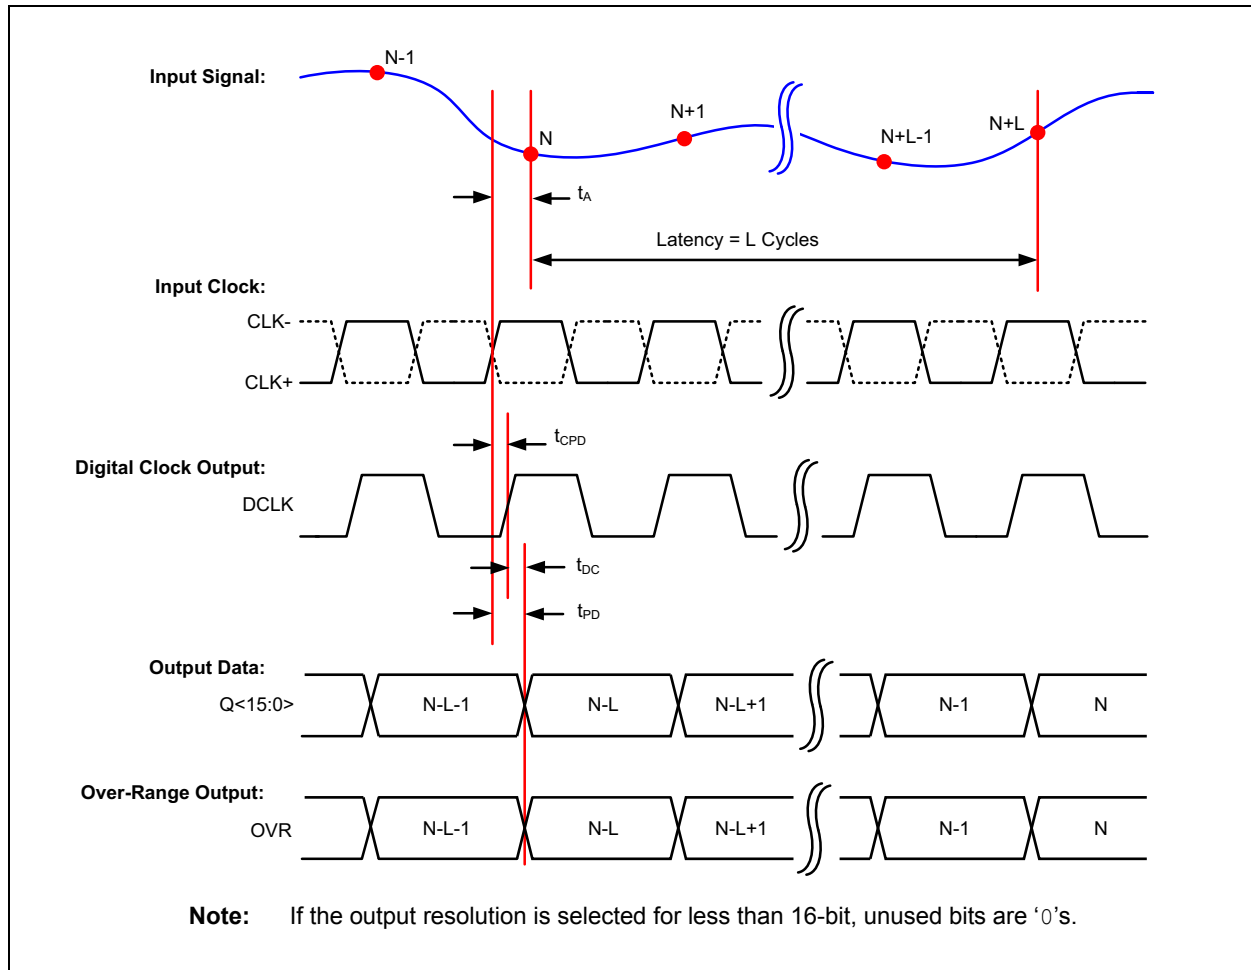 N-1
Input Signal:
N
N+1
N+L-1
N+L
tA
Latency = L Cycles
Input Clock:
CLK-
CLK+
tCPD
Digital Clock Output:
DCLK
tDC
tPD
Output Data:
Q<15:0>
N-L-1
N-L
N-L+1
N-1
N
Over-Range Output:
OVR
N-L-1
N-L
N-L+1
N-1
N
Note: If the output resolution is selected for less than 16-bit, unused bits are ‘0’s.